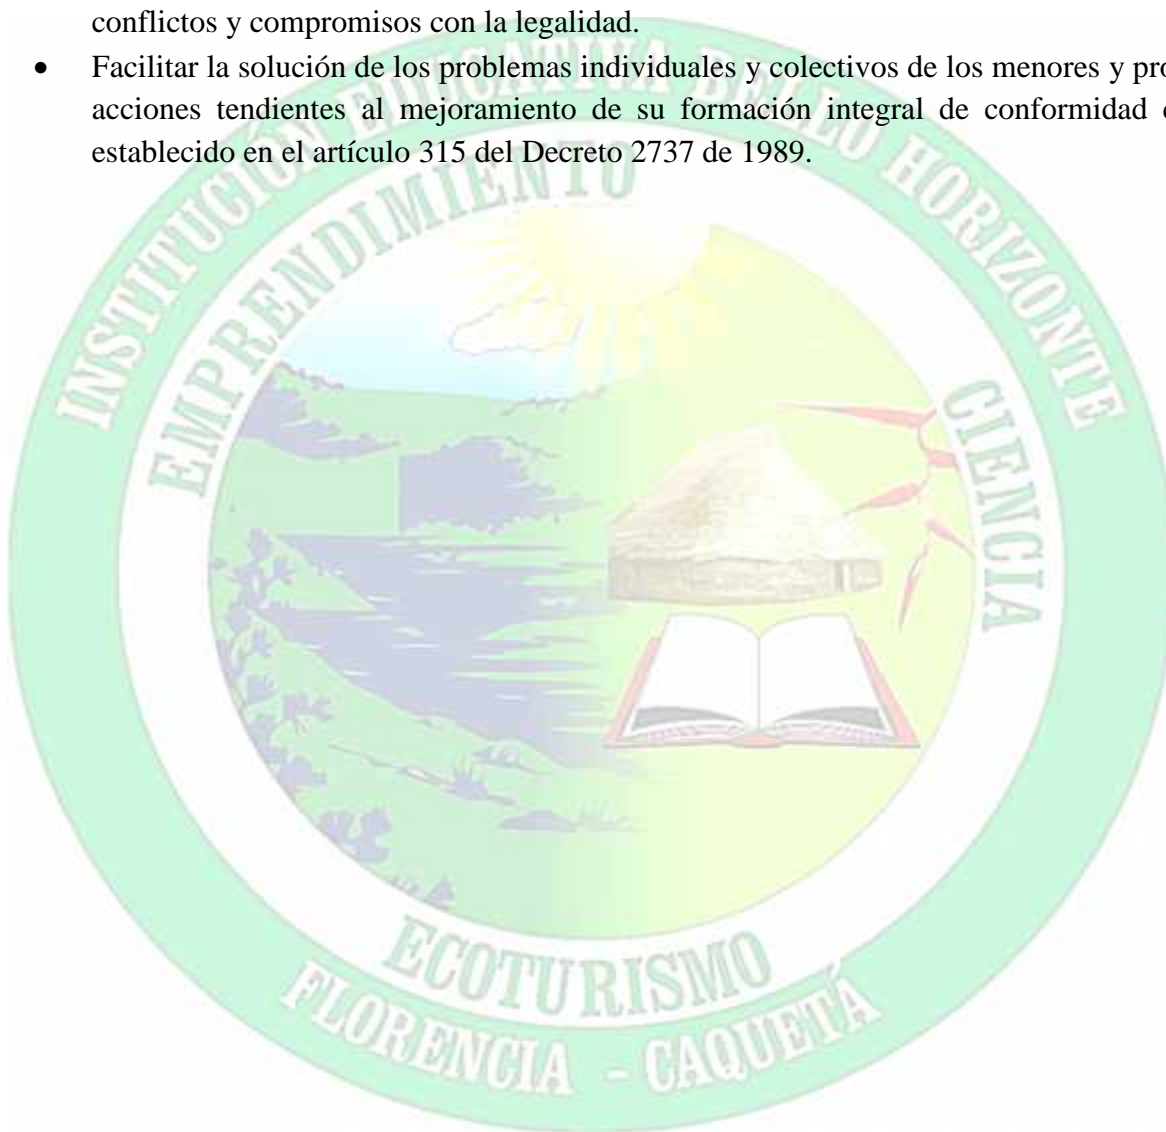 conflictos y compromisos con la legalidad.
• Facilitar la solución de los problemas individuales y colectivos de los menores y
acciones tendientes al mejoramiento de su formación integral de conformidad
establecido en el artículo 315 del Decreto 2737 de 1989.
INSTITUCIÓN EDUCATIVA BELLO HORIZONTE
EMPRENDIMIENTO
CIENCIA
ECOTURISMO
FLORENCIA - CAQUETÁ